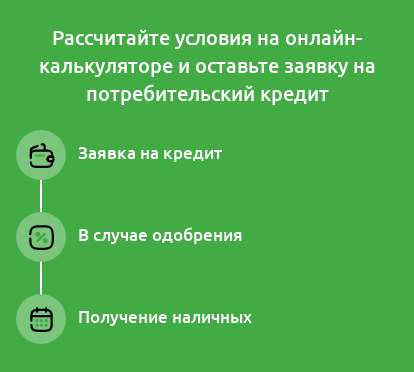 Рассчитайте условия на онлайн-
калькуляторе и оставьте заявку на
потребительский кредит
Заявка на кредит
В случае одобрения
Получение наличных